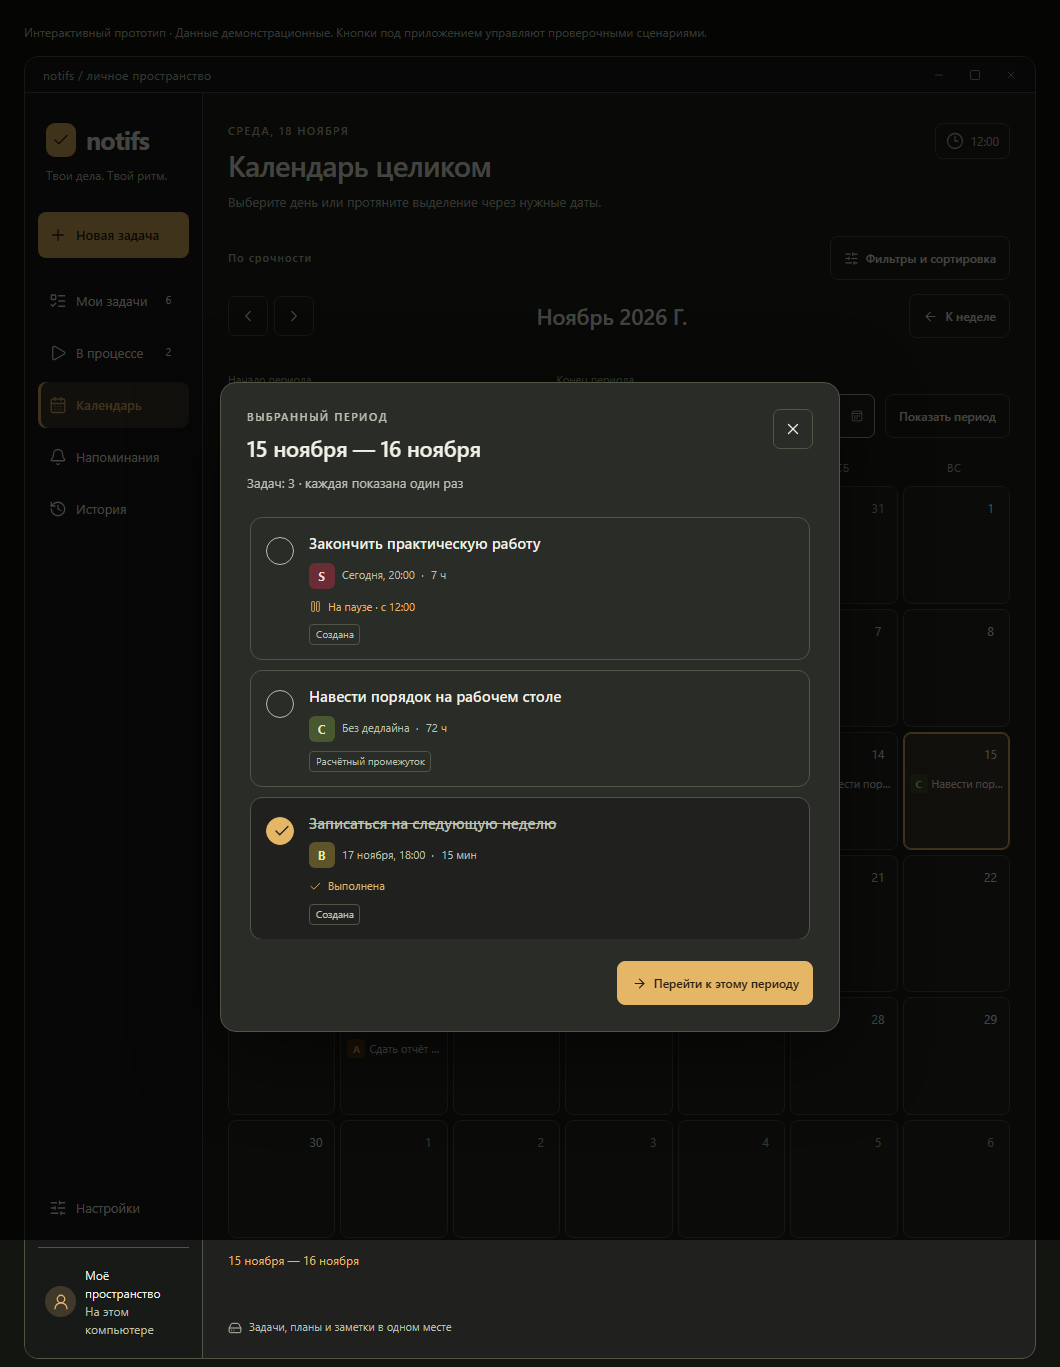 Интерактивный прототип · Данные демонстрационные. Кнопки под приложением управляют проверочными сценариями.
notifs / личное пространство
notifs
Твои дела. Твой ритм.
Новая задача
Мои задачи 6
В процессе 2
Календарь
Напоминания
История
Настройки
Моё
пространство
На этом
компьютере
СРЕДА, 18 НОЯБРЯ
Календарь целиком
Выберите день или протяните выделение через нужные даты.
12:00
По срочности
Фильтры и сортировка
Ноябрь 2026 Г.
К неделе
Начало периода
Конец периода
Показать период
ВС
ВЫБРАННЫЙ ПЕРИОД
15 ноября — 16 ноября
Задач: 3 · каждая показана один раз
Закончить практическую работу
S Сегодня, 20:00 · 7 ч
На паузе · с 12:00
Создана
Навести порядок на рабочем столе
C Без дедлайна · 72 ч
Расчётный промежуток
Записаться на следующую неделю
B 17 ноября, 18:00 · 15 мин
Выполнена
Создана
Перейти к этому периоду
31 1
7 8
14 15
ести пор... C Навести пор...
21 22
28 29
A Сдать отчёт ...
30 1 2 3 4 5 6
15 ноября — 16 ноября
Задачи, планы и заметки в одном месте